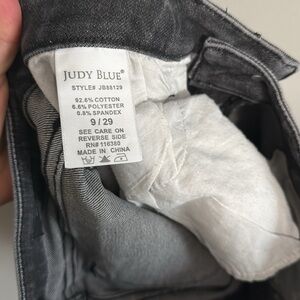 JUDY BLUE®
STYLE# JB88129
92.6% COTTON
6.6% POLYESTER
0.8% SPANDEX
9 / 29
SEE CARE ON
REVERSE SIDE
RN#116380
MADE IN CHINA